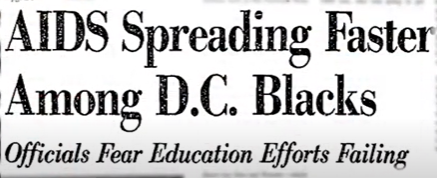 AIDS Spreading Faster
Among D.C. Blacks
Officials Fear Education Efforts Failing